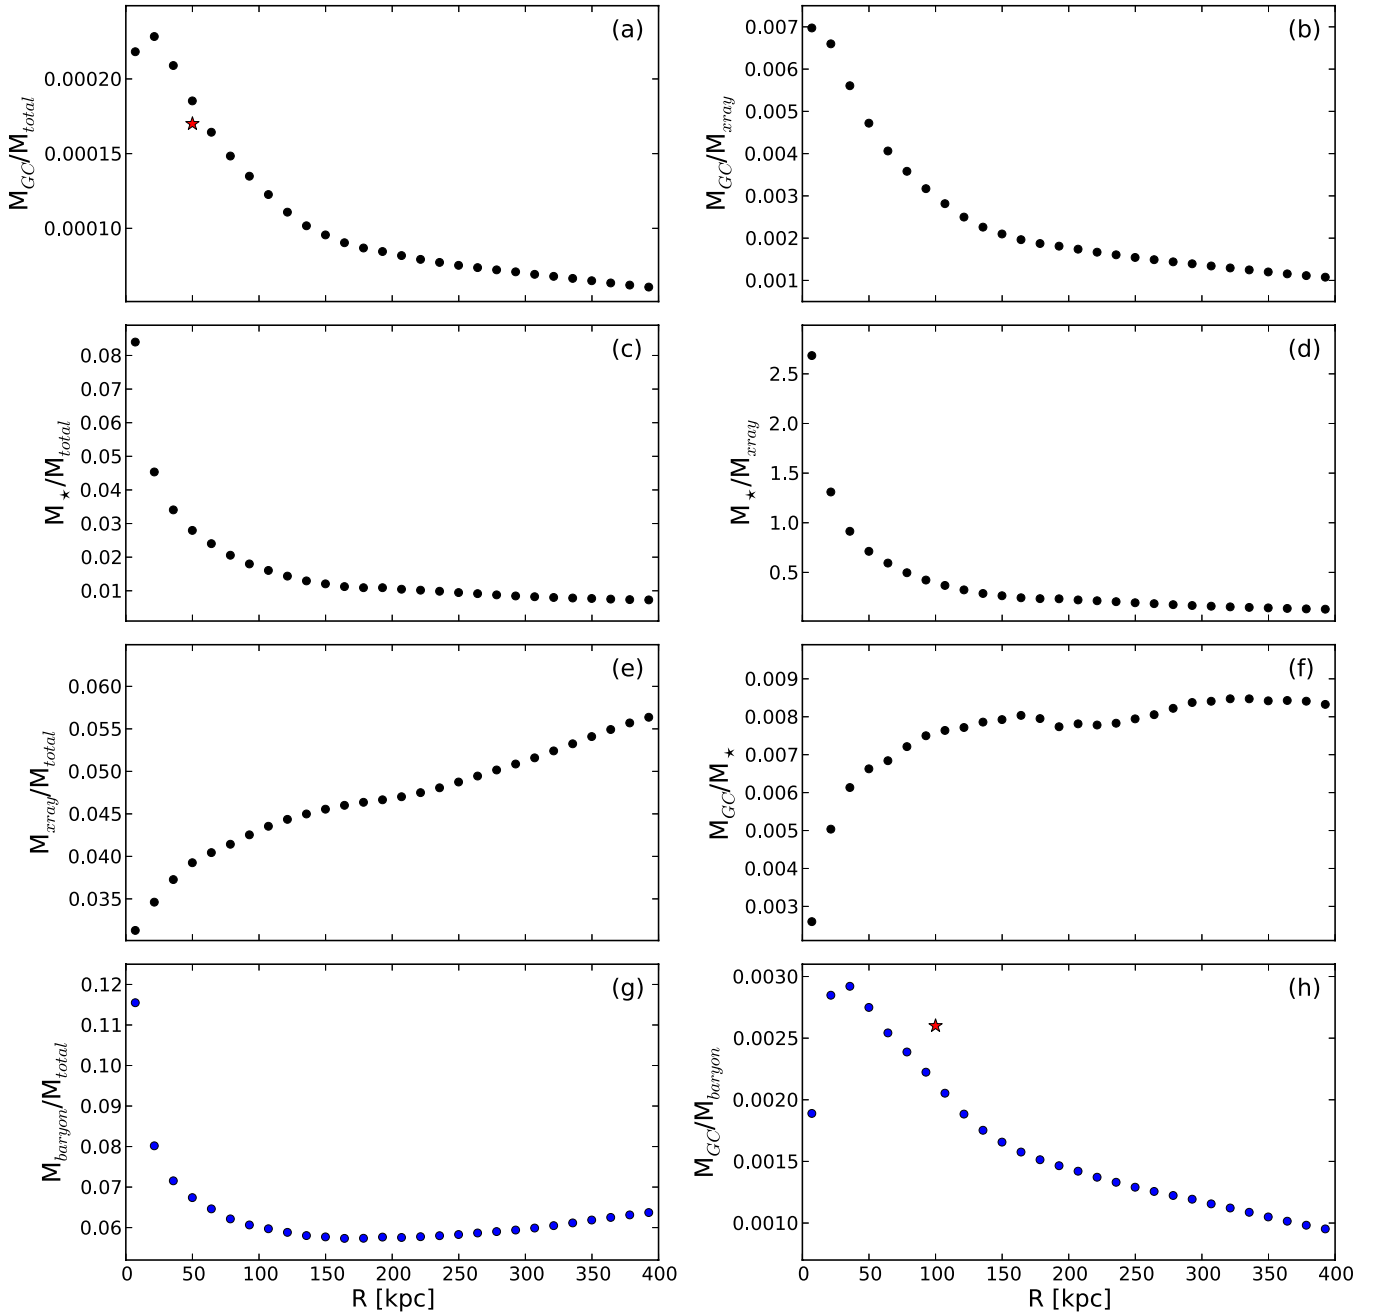 (a)
0.00020
0.00015
0.00010
M_GC/M_total
(b)
0.007
0.006
0.005
0.004
0.003
0.002
0.001
M_GC/M_xray
(c)
0.08
0.07
0.06
0.05
0.04
0.03
0.02
0.01
M_⋆/M_total
(d)
2.5
2.0
1.5
1.0
0.5
M_⋆/M_xray
(e)
0.060
0.055
0.050
0.045
0.040
0.035
M_xray/M_total
(f)
0.009
0.008
0.007
0.006
0.005
0.004
0.003
M_GC/M_⋆
(g)
0.12
0.11
0.10
0.09
0.08
0.07
0.06
M_baryon/M_total
0 50 100 150 200 250 300 350 400
R [kpc]
(h)
0.0030
0.0025
0.0020
0.0015
0.0010
M_GC/M_baryon
0 50 100 150 200 250 300 350 400
R [kpc]